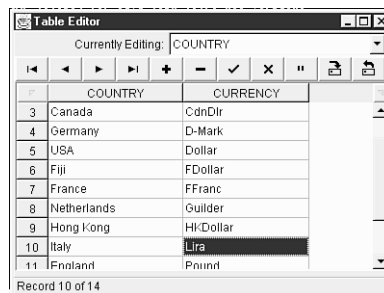 Table Editor
Currently Editing: COUNTRY
COUNTRY CURRENCY
3 Canada CdnDlr
4 Germany D-Mark
5 USA Dollar
6 Fiji FDollar
7 France FFranc
8 Netherlands Guilder
9 Hong Kong HKDollar
10 Italy Lira
11 England Pound
Record 10 of 14